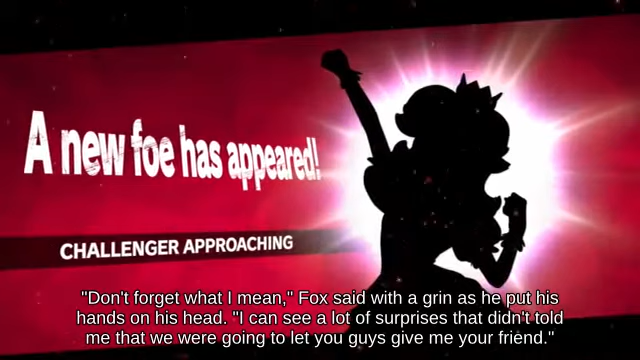 A new foe has appeared!
CHALLENGER APPROACHING
"Don't forget what I mean," Fox said with a grin as he put his
hands on his head. "I can see a lot of surprises that didn't told
me that we were going to let you guys give me your friend."